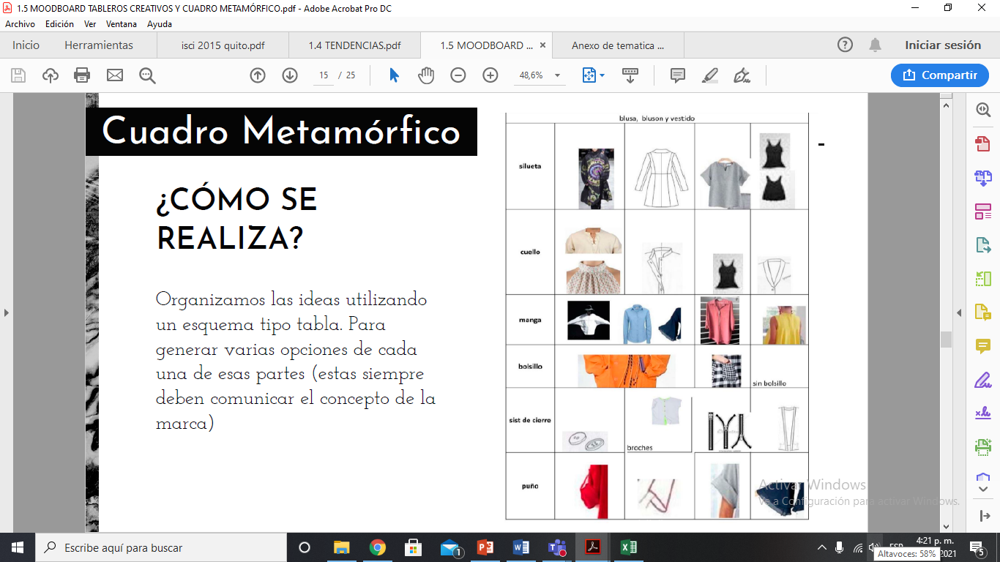 1.5 MOODBOARD TABLEROS CREATIVOS Y CUADRO METAMÓRFICO.pdf - Adobe Acrobat Pro DC
Archivo Edición Ver Ventana Ayuda
Inicio Herramientas isci 2015 quito.pdf 1.4 TENDENCIAS.pdf 1.5 MOODBOARD ... × Anexo de tematica ... Iniciar sesión
15 / 25 48,6% Compartir
Cuadro Metamórfico
¿CÓMO SE
REALIZA?
Organizamos las ideas utilizando
un esquema tipo tabla. Para
generar varias opciones de cada
una de esas partes (estas siempre
deben comunicar el concepto de la
marca)
blusa, bluson y vestido
silueta
cuello
manga
bolsillo
sin bolsillo
sist de cierre
broches
puño
Activar Windows
Ve a Configuración para activar Windows.
Escribe aquí para buscar
1
ESP
4:21 p. m.
2021
5
Altavoces: 58%